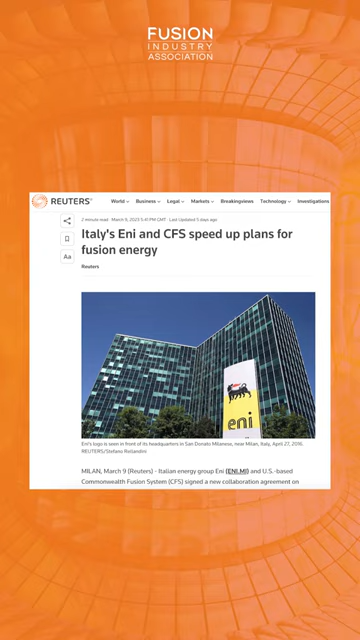 FUSION
INDUSTRY
ASSOCIATION
REUTERS
World Business Legal Markets Breakingviews Technology Investigations
2 minute read · March 9, 2023 5:41 PM GMT · Last Updated 5 days ago
Italy's Eni and CFS speed up plans for
fusion energy
Aa
Reuters
eni
Eni's logo is seen in front of its headquarters in San Donato Milanese, near Milan, Italy, April 27, 2016.
REUTERS/Stefano Rellandini
MILAN, March 9 (Reuters) - Italian energy group Eni (ENI.MI) and U.S.-based
Commonwealth Fusion System (CFS) signed a new collaboration agreement on